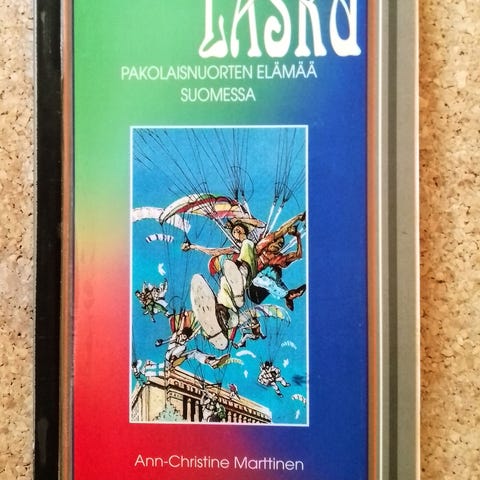 LASKU
PAKOLAISNUORTEN ELÄMÄÄ
SUOMESSA
Ann-Christine Marttinen